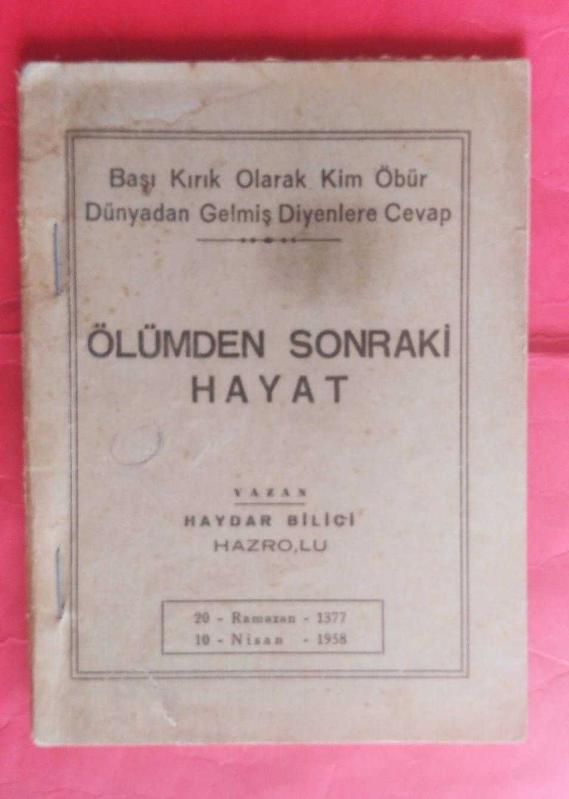 Başı Kırık Olarak Kim Öbür
Dünyadan Gelmiş Diyenlere Cevap
ÖLÜMDEN SONRAKİ
HAYAT
YAZAN
HAYDAR BİLİCİ
HAZRO,LU
20 - Ramazan - 1377
10 - Nisan - 1958